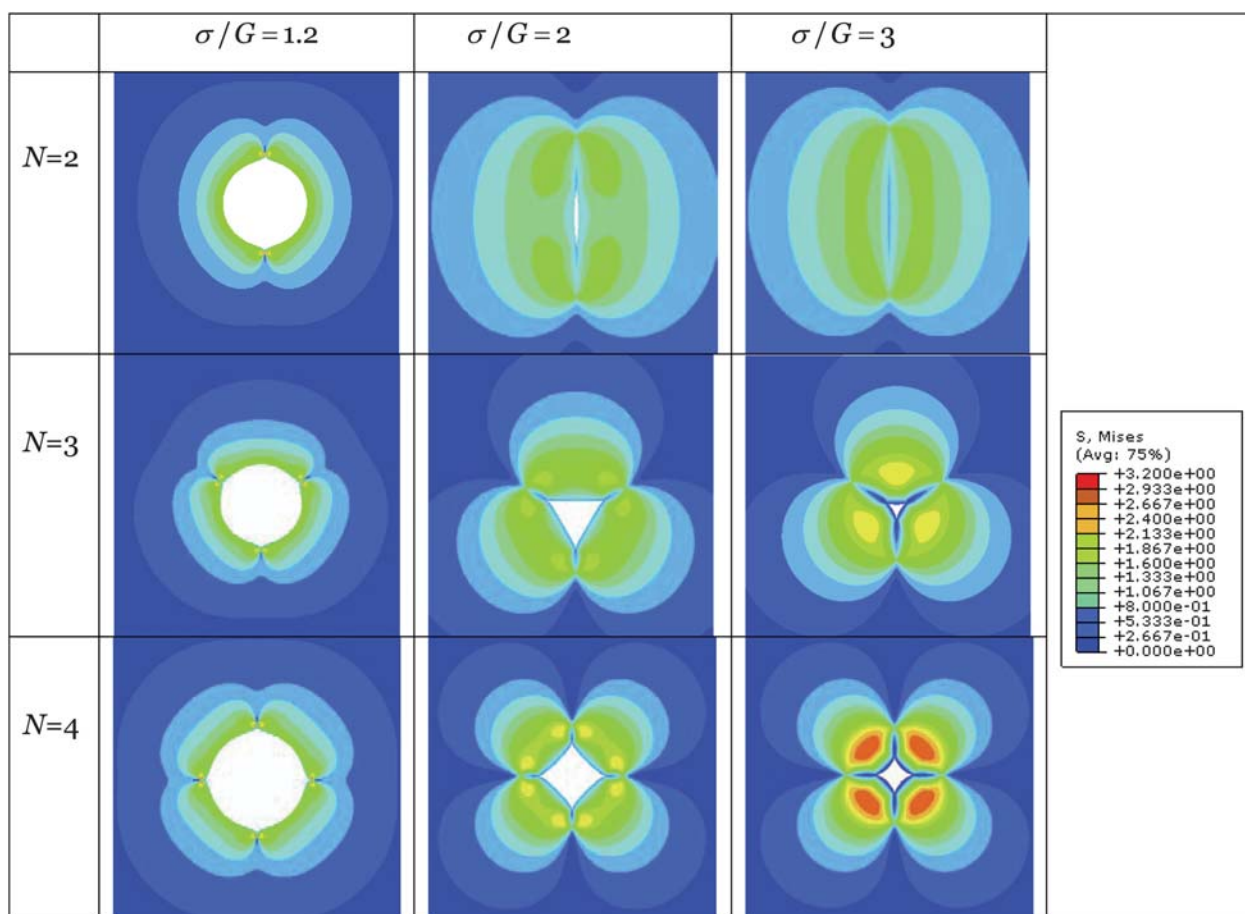 σ/G=1.2 σ/G=2 σ/G=3
N=2
N=3
N=4
S, Mises
(Avg: 75%)
+3.200e+00
+2.933e+00
+2.667e+00
+2.400e+00
+2.133e+00
+1.867e+00
+1.600e+00
+1.333e+00
+1.067e+00
+8.000e-01
+5.333e-01
+2.667e-01
+0.000e+00